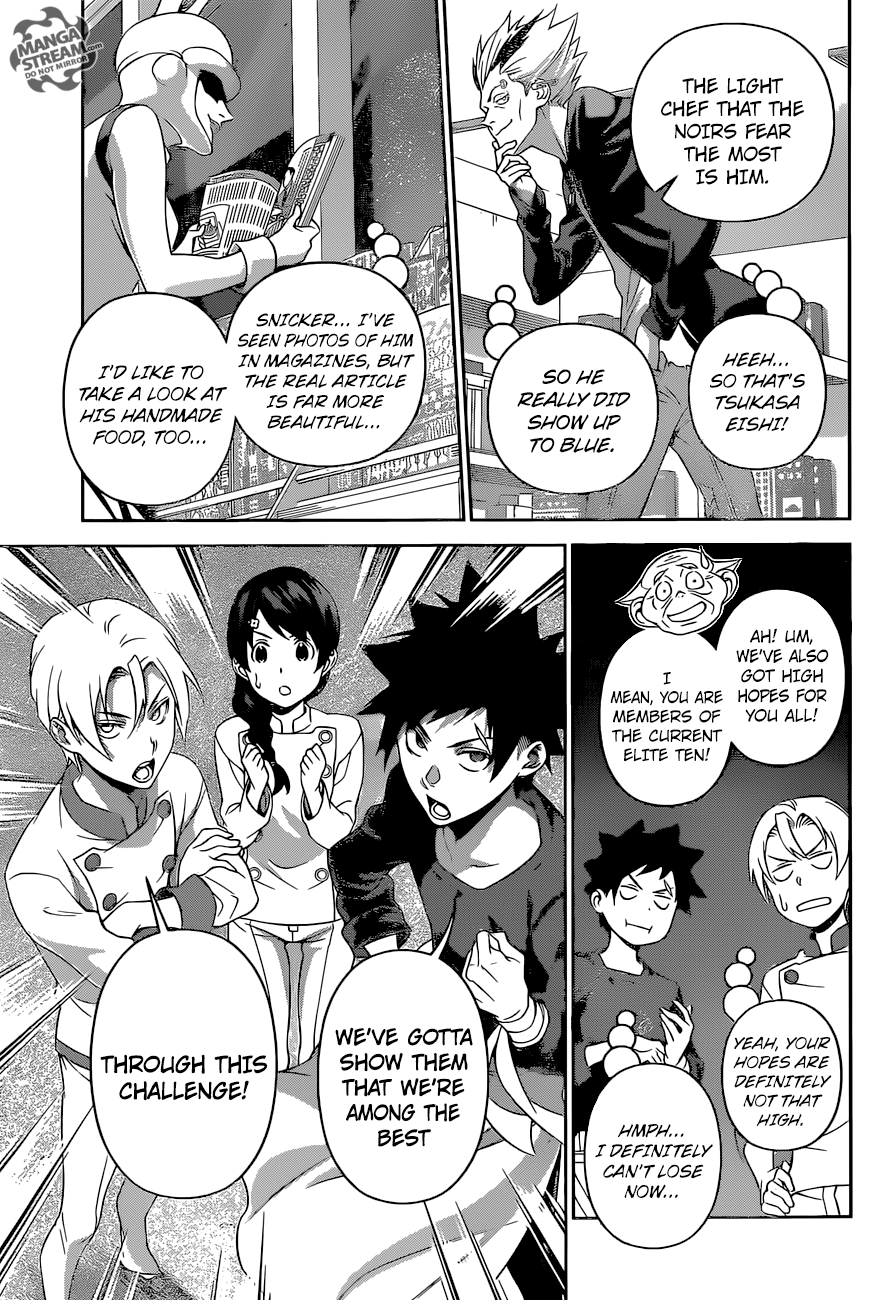 MANGA
STREAM.com
DO NOT MIRROR
THE LIGHT
CHEF THAT THE
NOIRS FEAR
THE MOST
IS HIM.
HEEH...
SO THAT'S
TSUKASA
EISHI!
SO HE
REALLY DID
SHOW UP
TO BLUE.
SNICKER... I'VE
SEEN PHOTOS OF HIM
IN MAGAZINES, BUT
THE REAL ARTICLE
IS FAR MORE
BEAUTIFUL...
I'D LIKE TO
TAKE A LOOK AT
HIS HANDMADE
FOOD, TOO...
AH! UM,
WE'VE ALSO
GOT HIGH
HOPES FOR
YOU ALL!
I
MEAN, YOU ARE
MEMBERS OF
THE CURRENT
ELITE TEN!
YEAH, YOUR
HOPES ARE
DEFINITELY
NOT THAT
HIGH.
HMPH...
I DEFINITELY
CAN'T LOSE
NOW...
WE'VE GOTTA
SHOW THEM
THAT WE'RE
AMONG THE
BEST
THROUGH THIS
CHALLENGE!